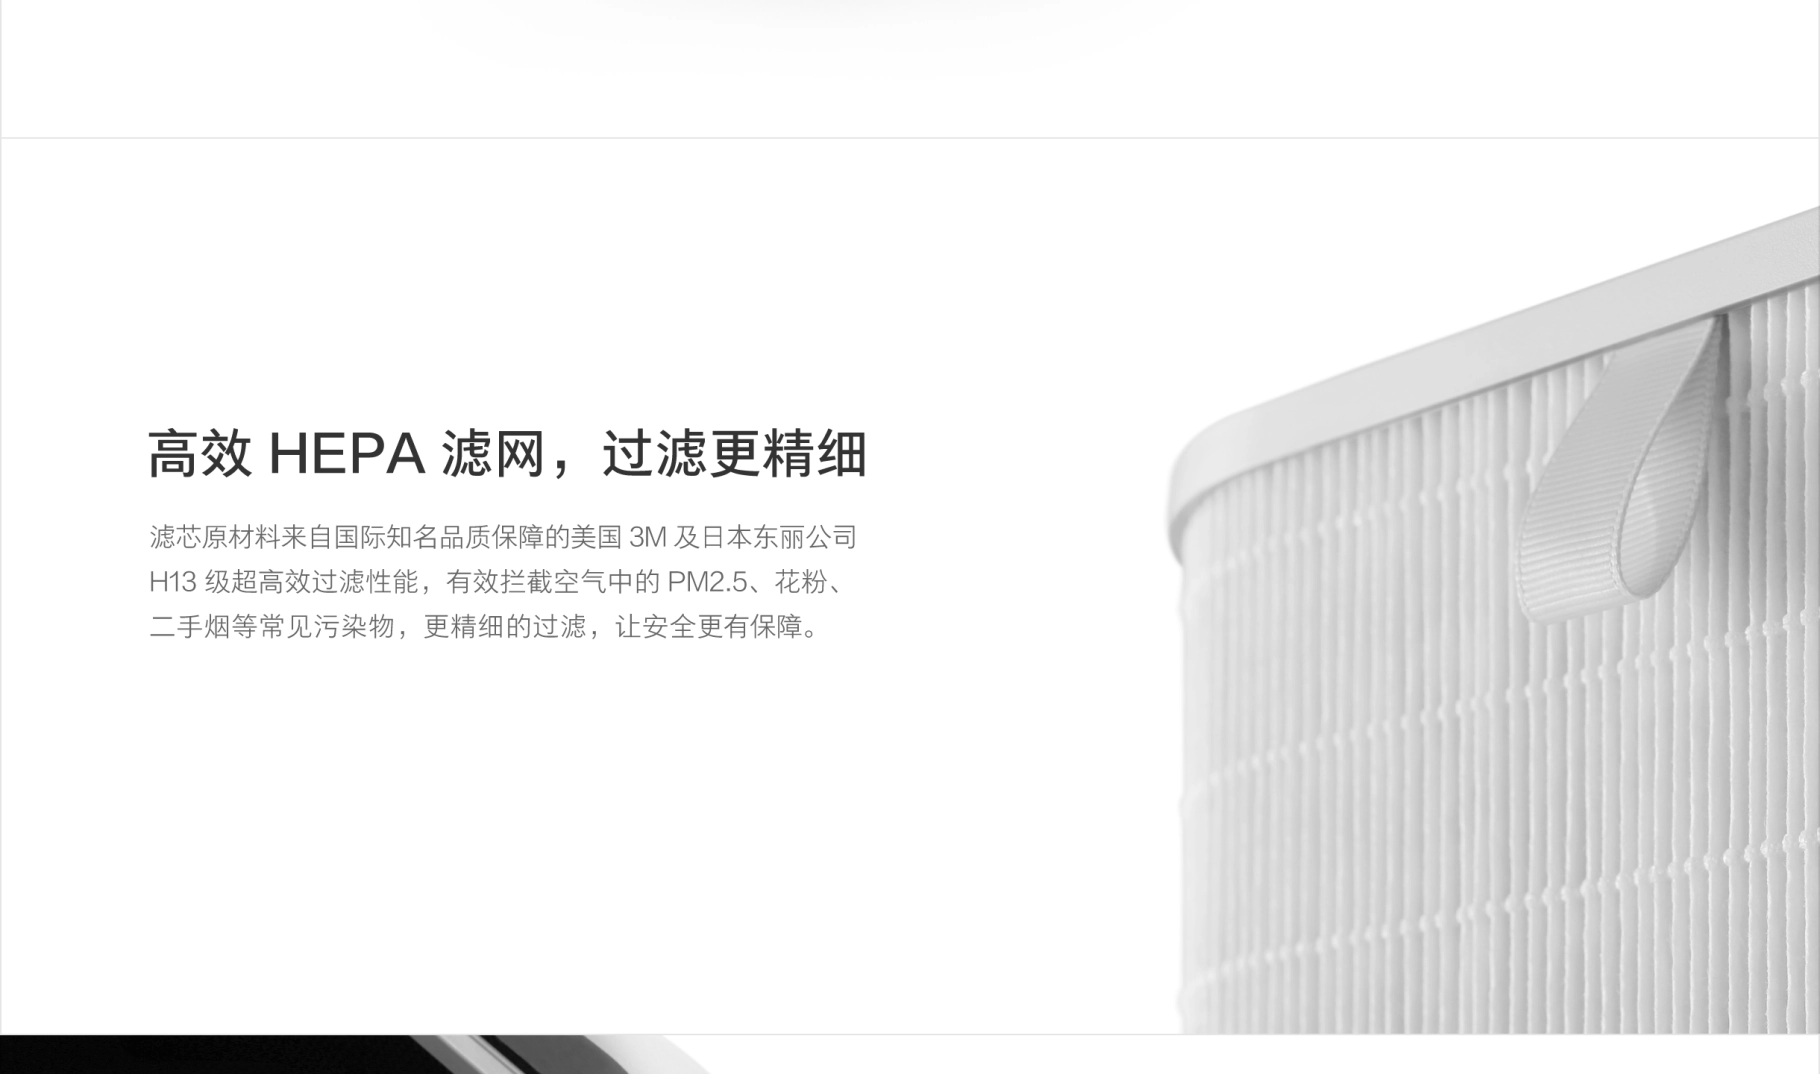 高效 HEPA 滤网，过滤更精细
滤芯原材料来自国际知名品质保障的美国 3M 及日本东丽公司
H13 级超高效过滤性能，有效拦截空气中的 PM2.5、花粉、
二手烟等常见污染物，更精细的过滤，让安全更有保障。